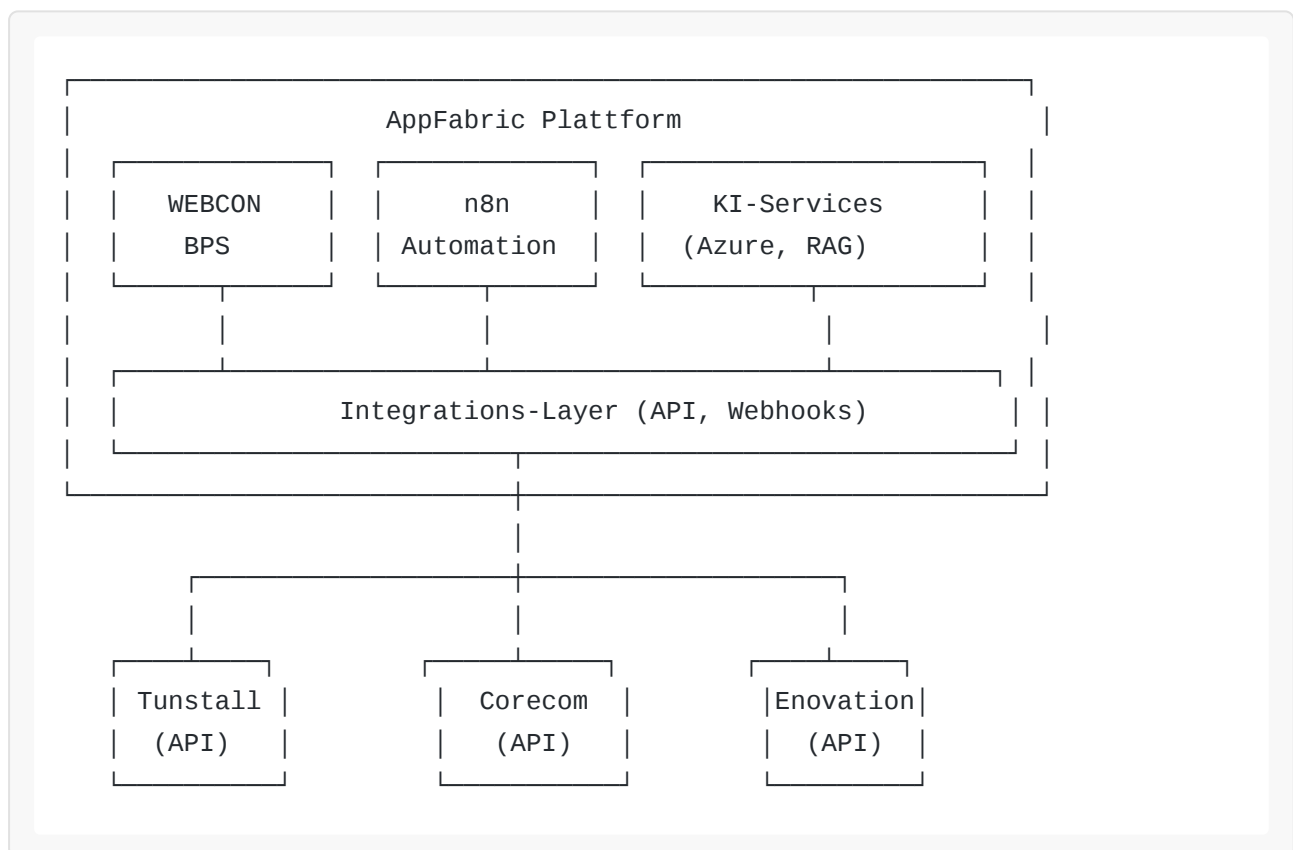 AppFabric Plattform
WEBCON n8n KI-Services
BPS Automation (Azure, RAG)
Integrations-Layer (API, Webhooks)
Tunstall Corecom Enovation
(API) (API) (API)